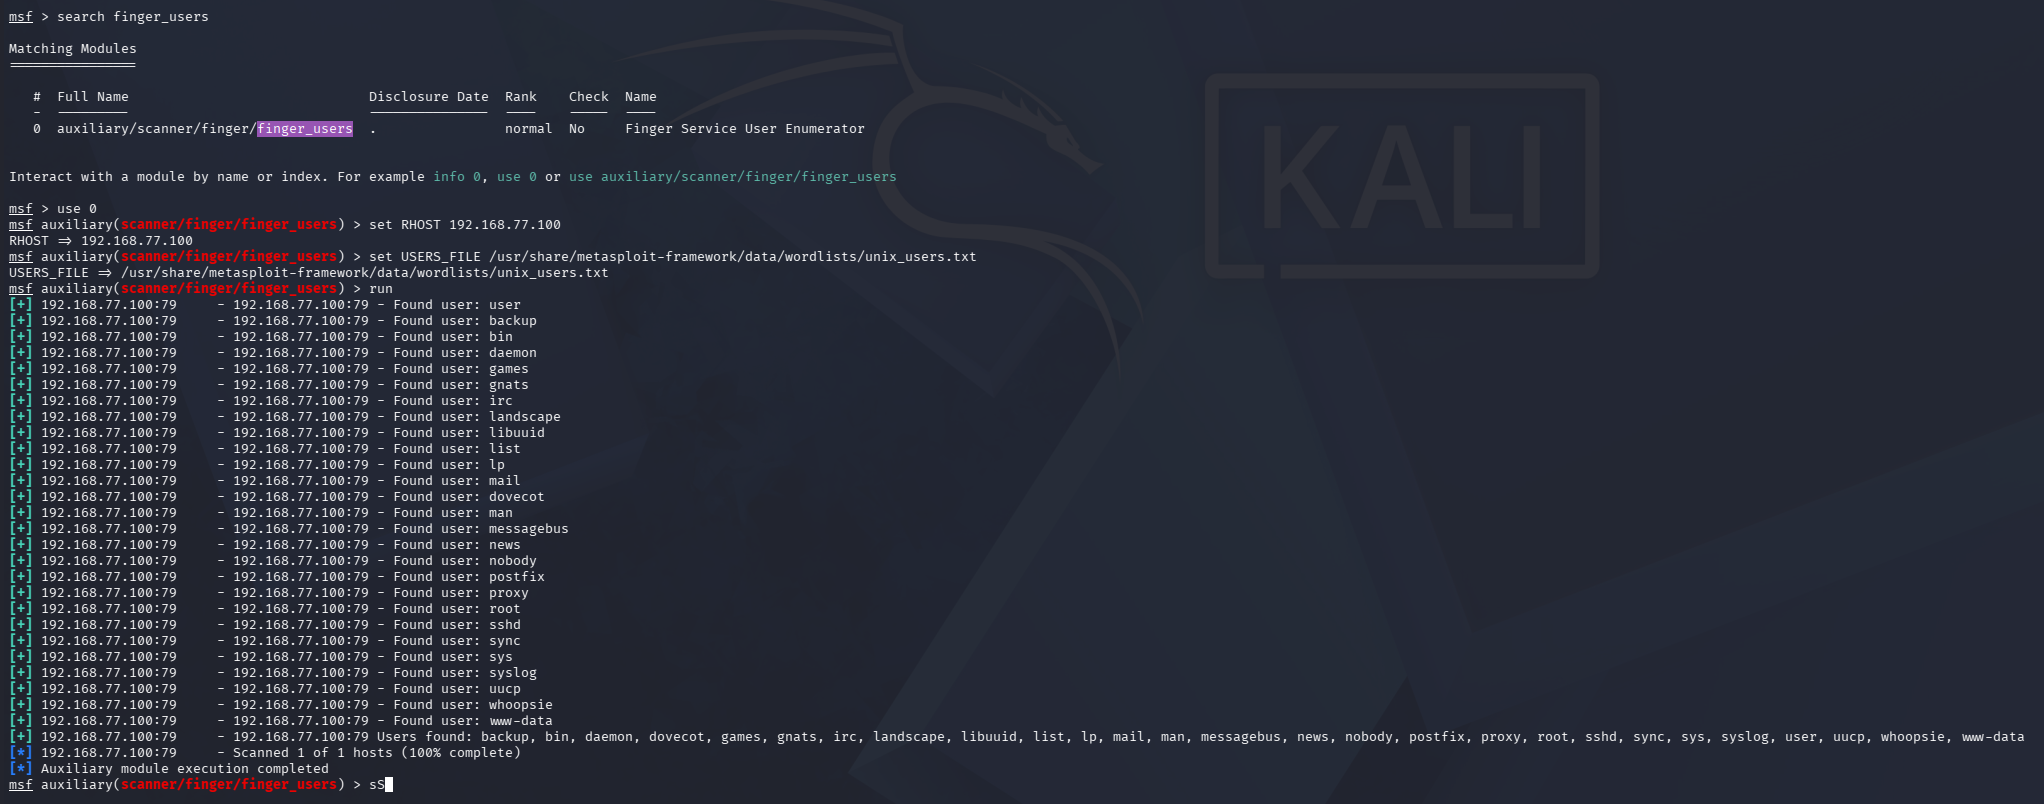 msf > search finger_users
Matching Modules
================
#  Full Name                              Disclosure Date  Rank    Check  Name
-  ---------                              ---------------  ----    -----  ----
0  auxiliary/scanner/finger/finger_users  .                normal  No     Finger Service User Enumerator
KALI
Interact with a module by name or index. For example info 0, use 0 or use auxiliary/scanner/finger/finger_users
msf > use 0
msf auxiliary(scanner/finger/finger_users) > set RHOST 192.168.77.100
RHOST => 192.168.77.100
msf auxiliary(scanner/finger/finger_users) > set USERS_FILE /usr/share/metasploit-framework/data/wordlists/unix_users.txt
USERS_FILE => /usr/share/metasploit-framework/data/wordlists/unix_users.txt
msf auxiliary(scanner/finger/finger_users) > run
[+] 192.168.77.100:79     - 192.168.77.100:79 - Found user: user
[+] 192.168.77.100:79     - 192.168.77.100:79 - Found user: backup
[+] 192.168.77.100:79     - 192.168.77.100:79 - Found user: bin
[+] 192.168.77.100:79     - 192.168.77.100:79 - Found user: daemon
[+] 192.168.77.100:79     - 192.168.77.100:79 - Found user: games
[+] 192.168.77.100:79     - 192.168.77.100:79 - Found user: gnats
[+] 192.168.77.100:79     - 192.168.77.100:79 - Found user: irc
[+] 192.168.77.100:79     - 192.168.77.100:79 - Found user: landscape
[+] 192.168.77.100:79     - 192.168.77.100:79 - Found user: libuuid
[+] 192.168.77.100:79     - 192.168.77.100:79 - Found user: list
[+] 192.168.77.100:79     - 192.168.77.100:79 - Found user: lp
[+] 192.168.77.100:79     - 192.168.77.100:79 - Found user: mail
[+] 192.168.77.100:79     - 192.168.77.100:79 - Found user: dovecot
[+] 192.168.77.100:79     - 192.168.77.100:79 - Found user: man
[+] 192.168.77.100:79     - 192.168.77.100:79 - Found user: messagebus
[+] 192.168.77.100:79     - 192.168.77.100:79 - Found user: news
[+] 192.168.77.100:79     - 192.168.77.100:79 - Found user: nobody
[+] 192.168.77.100:79     - 192.168.77.100:79 - Found user: postfix
[+] 192.168.77.100:79     - 192.168.77.100:79 - Found user: proxy
[+] 192.168.77.100:79     - 192.168.77.100:79 - Found user: root
[+] 192.168.77.100:79     - 192.168.77.100:79 - Found user: sshd
[+] 192.168.77.100:79     - 192.168.77.100:79 - Found user: sync
[+] 192.168.77.100:79     - 192.168.77.100:79 - Found user: sys
[+] 192.168.77.100:79     - 192.168.77.100:79 - Found user: syslog
[+] 192.168.77.100:79     - 192.168.77.100:79 - Found user: uucp
[+] 192.168.77.100:79     - 192.168.77.100:79 - Found user: whoopsie
[+] 192.168.77.100:79     - 192.168.77.100:79 - Found user: www-data
[+] 192.168.77.100:79     - 192.168.77.100:79 Users found: backup, bin, daemon, dovecot, games, gnats, irc, landscape, libuuid, list, lp, mail, man, messagebus, news, nobody, postfix, proxy, root, sshd, sync, sys, syslog, user, uucp, whoopsie, www-data
[*] 192.168.77.100:79     - Scanned 1 of 1 hosts (100% complete)
[*] Auxiliary module execution completed
msf auxiliary(scanner/finger/finger_users) > sS